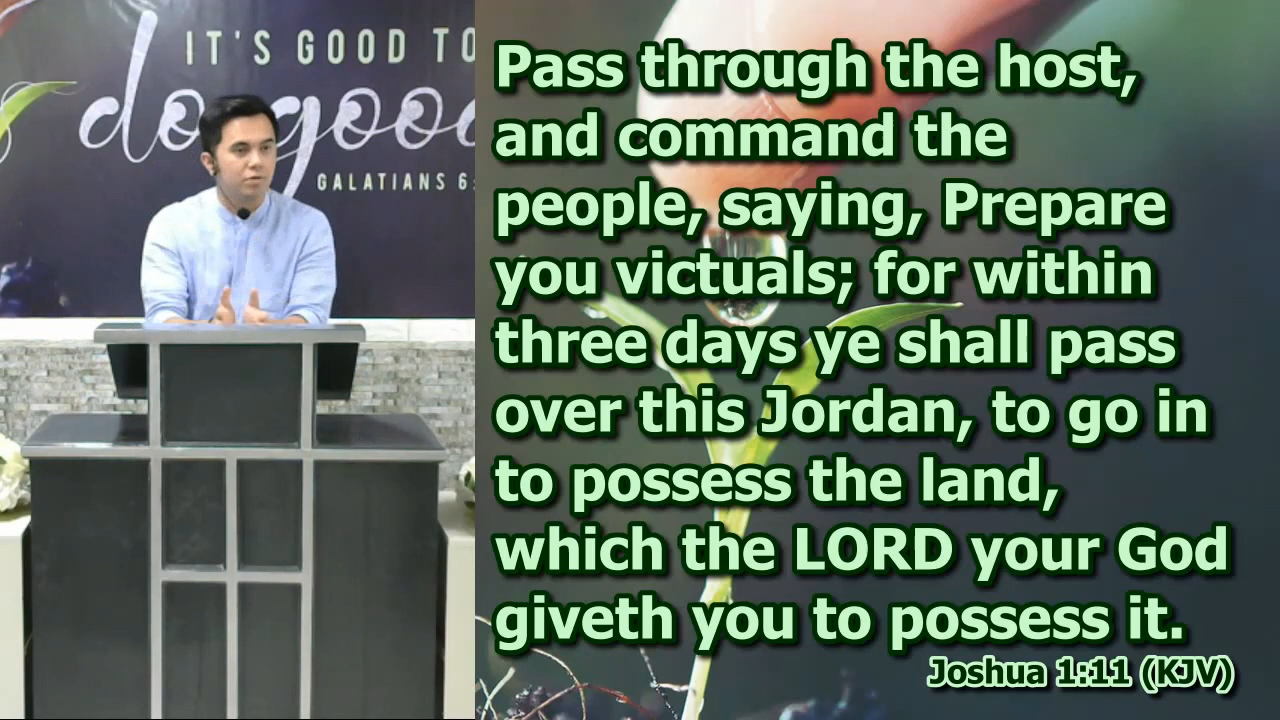 IT'S GOOD TO
do good
GALATIANS 6:
Pass through the host,
and command the
people, saying, Prepare
you victuals; for within
three days ye shall pass
over this Jordan, to go in
to possess the land,
which the LORD your God
giveth you to possess it.
Joshua 1:11 (KJV)